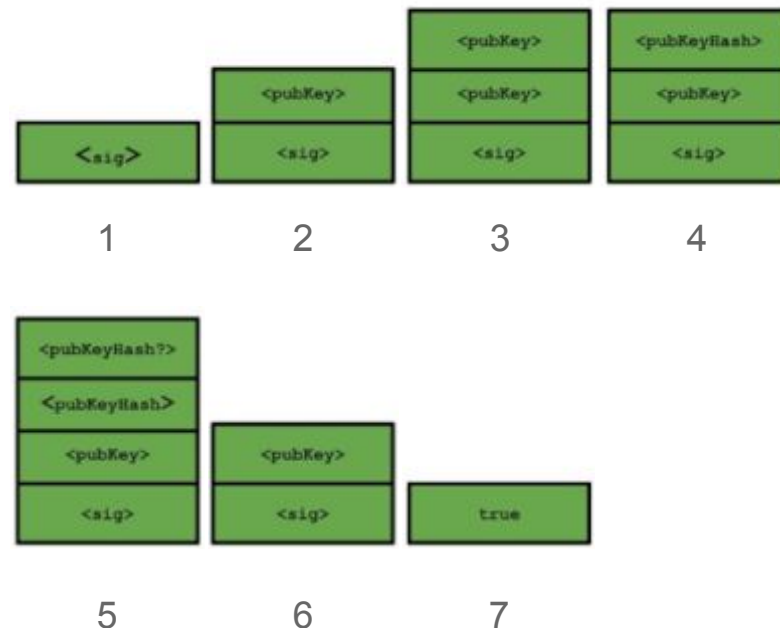 <pubKey> <pubKeyHash>
<pubKey> <pubKey> <pubKey>
<sig> <sig> <sig> <sig>
1 2 3 4
<pubKeyHash?>
<pubKeyHash>
<pubKey> <pubKey>
<sig> <sig> true
5 6 7